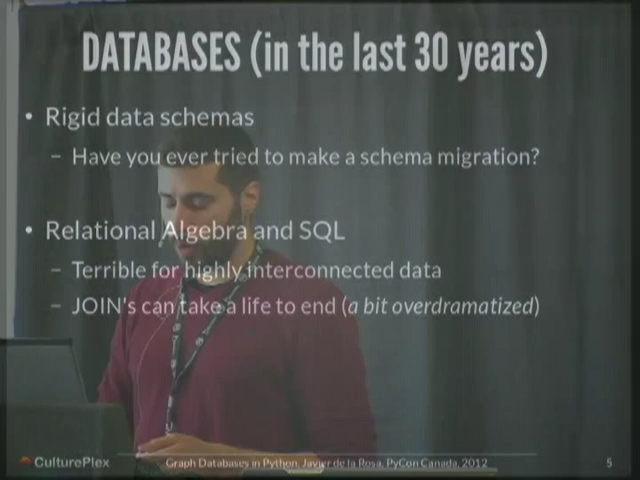 DATABASES (in the last 30 years)
• Rigid data schemas
– Have you ever tried to make a schema migration?
• Relational Algebra and SQL
– Terrible for highly interconnected data
– JOIN's can take a life to end (a bit overdramatized)
CulturePlex
Graph Databases in Python, Javier de la Rosa, PyCon Canada, 2012
5